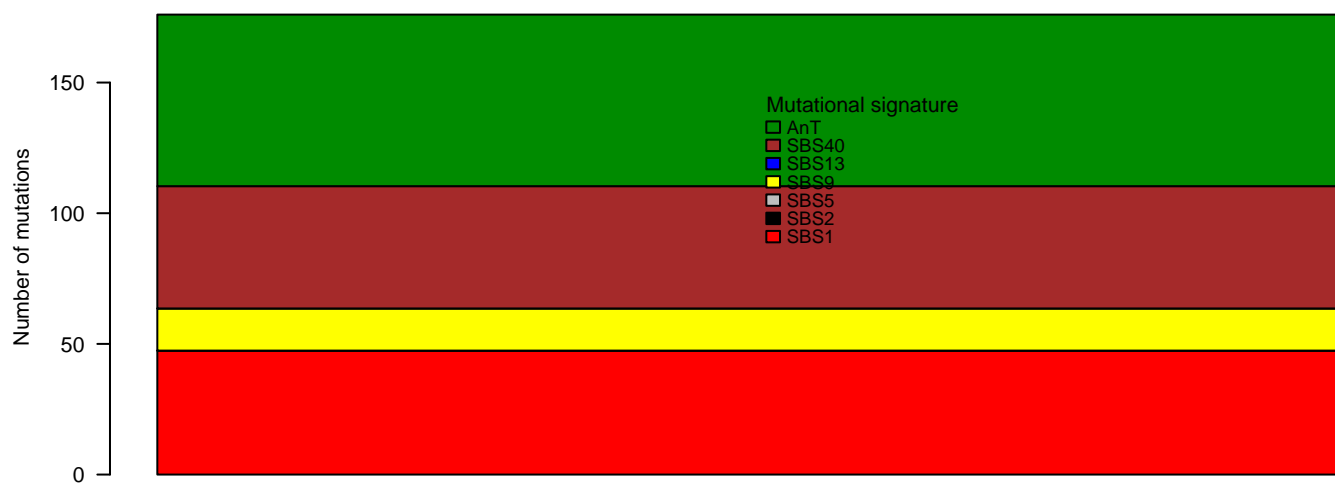 150
100
50
0
Number of mutations
Mutational signature
AnT
SBS40
SBS13
SBS9
SBS5
SBS2
SBS1